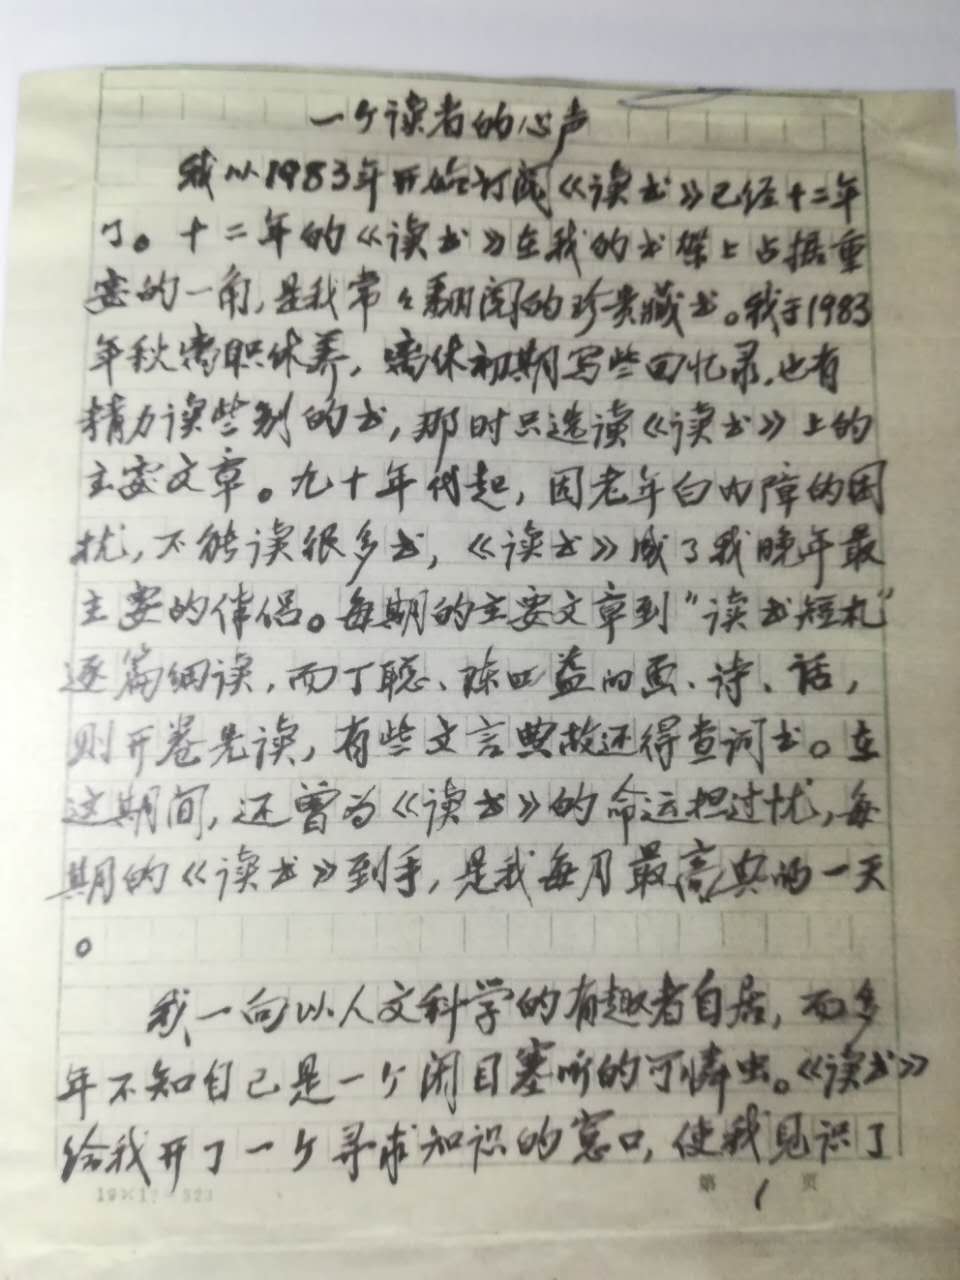 一个读者的心声
我从1983年开始订阅《读书》已经十二年
了。十二年的《读书》在我的书架上占据重
要的一角，是我常々翻阅的珍贵藏书。我于1983
年秋离职休养，离休初期写些回忆录，也有
精力读些别的书，那时只选读《读书》上的
主要文章。九十年代起，因老年白内障的困
扰，不能读很多书，《读书》成了我晚年最
主要的伴侣。每期的主要文章到“读书短札”
逐篇细读，而丁聪、陈四益的画、诗、话，
则开卷先读，有些文言典故还得查词书。在
这期间，还曾为《读书》的命运担过忧，每
期的《读书》到手，是我每月最高兴的一天
。
我一向以人文科学的有趣者自居，而多
年不知自己是一个闭目塞听的可怜虫。《读书》
给我开了一个寻求知识的窗口，使我见识了
第 1 页